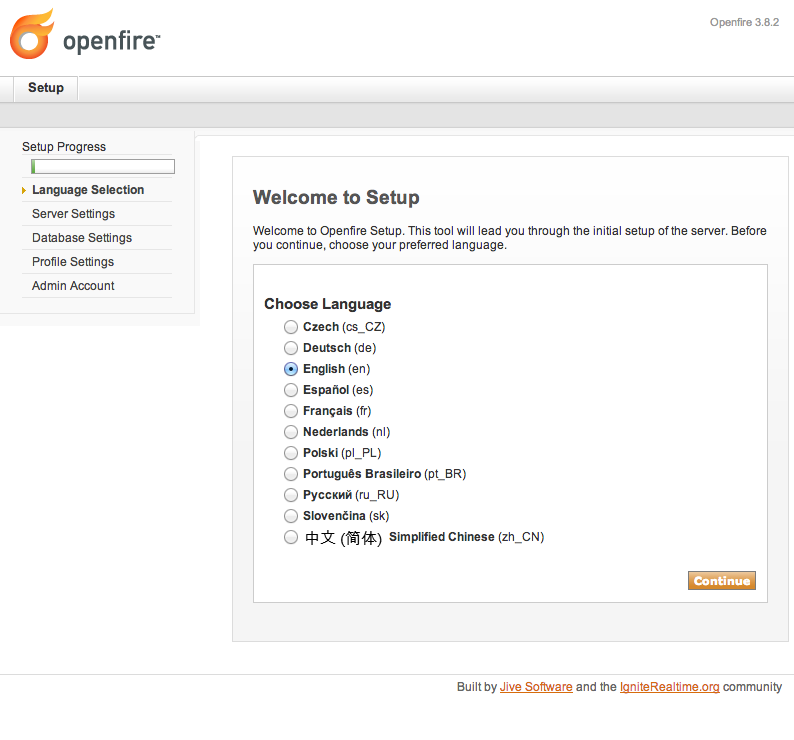 openfire™
Openfire 3.8.2
Setup
Setup Progress
Language Selection
Server Settings
Database Settings
Profile Settings
Admin Account
Welcome to Setup
Welcome to Openfire Setup. This tool will lead you through the initial setup of the server. Before
you continue, choose your preferred language.
Choose Language
Czech (cs_CZ)
Deutsch (de)
English (en)
Español (es)
Français (fr)
Nederlands (nl)
Polski (pl_PL)
Português Brasileiro (pt_BR)
Русский (ru_RU)
Slovenčina (sk)
中文 (简体) Simplified Chinese (zh_CN)
Continue
Built by Jive Software and the IgniteRealtime.org community